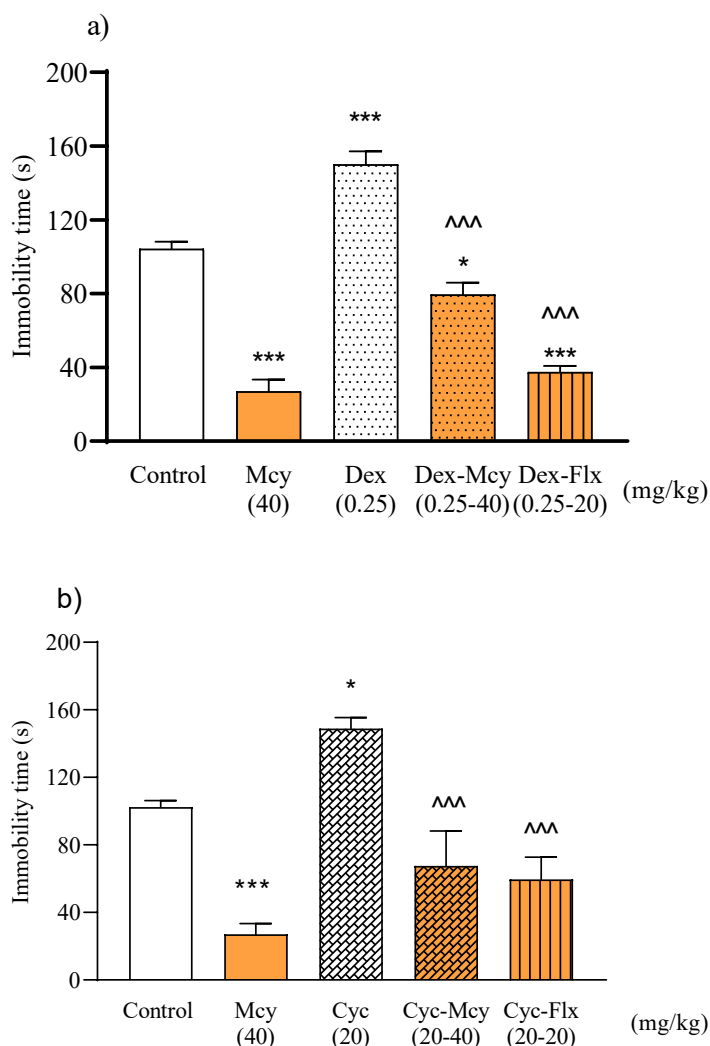 a)
Immobility time (s)
200
160
120
80
40
0
***
***
^^^
*
^^^
***
Control Mcy Dex Dex-Mcy Dex-Flx
(40) (0.25) (0.25-40) (0.25-20) (mg/kg)
b)
Immobility time (s)
200
160
120
80
40
0
*
***
^^^
^^^
Control Mcy Cyc Cyc-Mcy Cyc-Flx
(40) (20) (20-40) (20-20) (mg/kg)